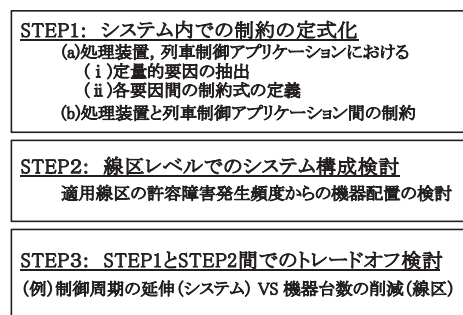 STEP1: システム内での制約の定式化
(a)処理装置, 列車制御アプリケーションにおける
(ⅰ)定量的要因の抽出
(ⅱ)各要因間の制約式の定義
(b)処理装置と列車制御アプリケーション間の制約
STEP2: 線区レベルでのシステム構成検討
適用線区の許容障害発生頻度からの機器配置の検討
STEP3: STEP1とSTEP2間でのトレードオフ検討
(例)制御周期の延伸(システム) VS 機器台数の削減(線区)